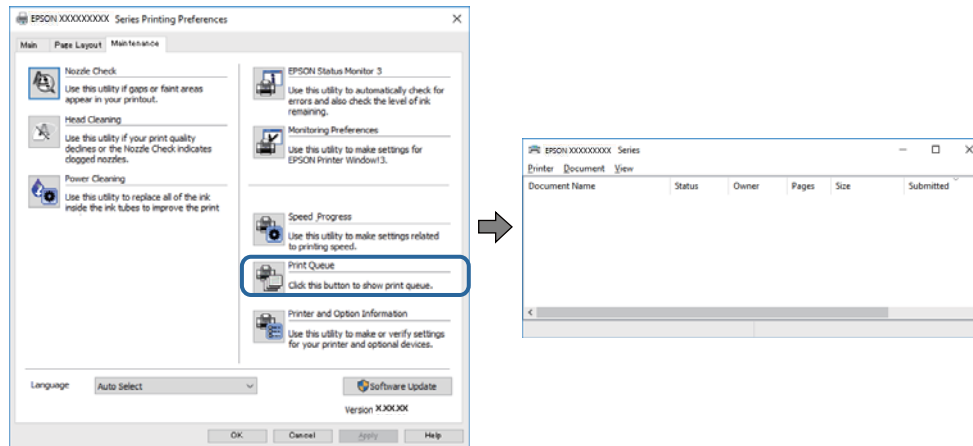 EPSON XXXXXXXXX Series Printing Preferences
Main Page Layout Maintenance
Nozzle Check
Use this utility if gaps or faint areas
appear in your printout.
Head Cleaning
Use this utility if your print quality
declines or the Nozzle Check indicates
clogged nozzles.
Power Cleaning
Use this utility to replace all of the ink
inside the ink tubes to improve the print
EPSON Status Monitor 3
Use this utility to automatically check for
errors and also check the level of ink
remaining.
Monitoring Preferences
Use this utility to make settings for
EPSON Printer Window!3.
Speed Progress
Use this utility to make settings related
to printing speed.
Print Queue
Click this button to show print queue.
Printer and Option Information
Use this utility to make or verify settings
for your printer and optional devices.
Language Auto Select
Software Update
Version X.XX.XX
OK Cancel Apply Help
EPSON XXXXXXXXX Series
Printer Document View
Document Name Status Owner Pages Size Submitted